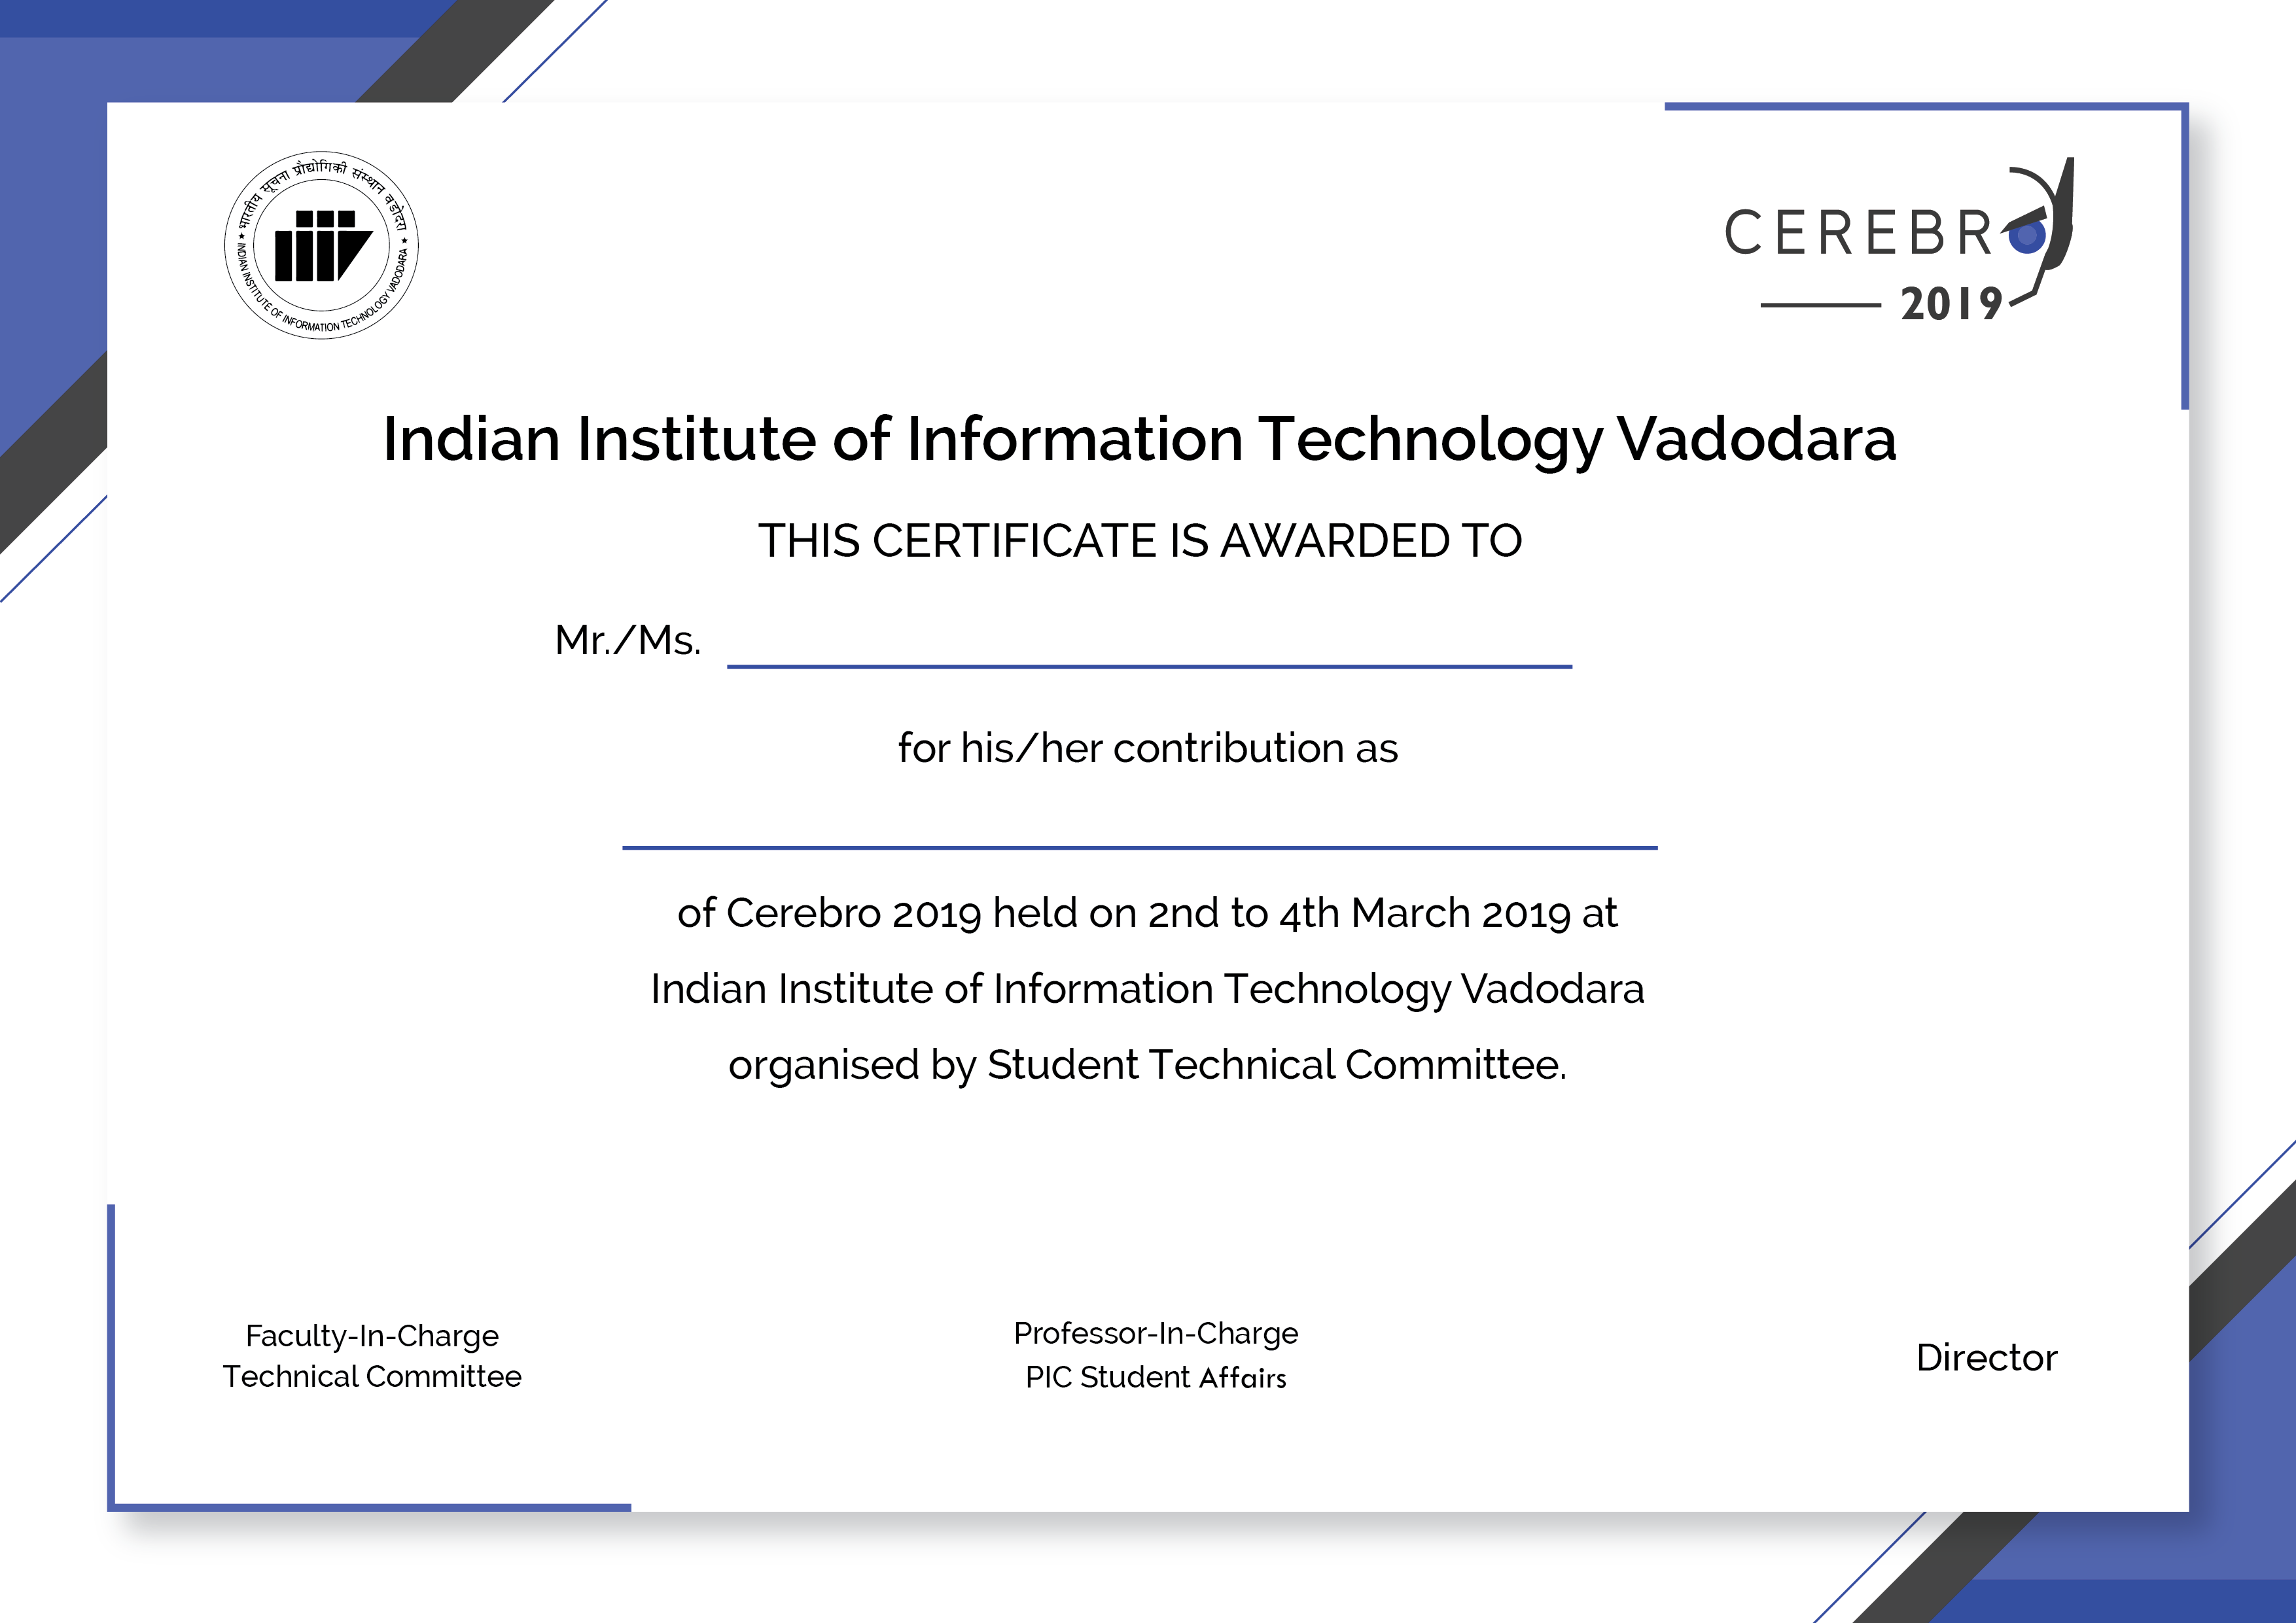 ★ भारतीय सूचना प्रौद्योगिकी संस्थान वडोदरा ★
INDIAN INSTITUTE OF INFORMATION TECHNOLOGY VADODARA
CEREBR
2019
Indian Institute of Information Technology Vadodara
THIS CERTIFICATE IS AWARDED TO
Mr./Ms.
for his/her contribution as
of Cerebro 2019 held on 2nd to 4th March 2019 at
Indian Institute of Information Technology Vadodara
organised by Student Technical Committee.
Faculty-In-Charge
Technical Committee
Professor-In-Charge
PIC Student Affairs
Director